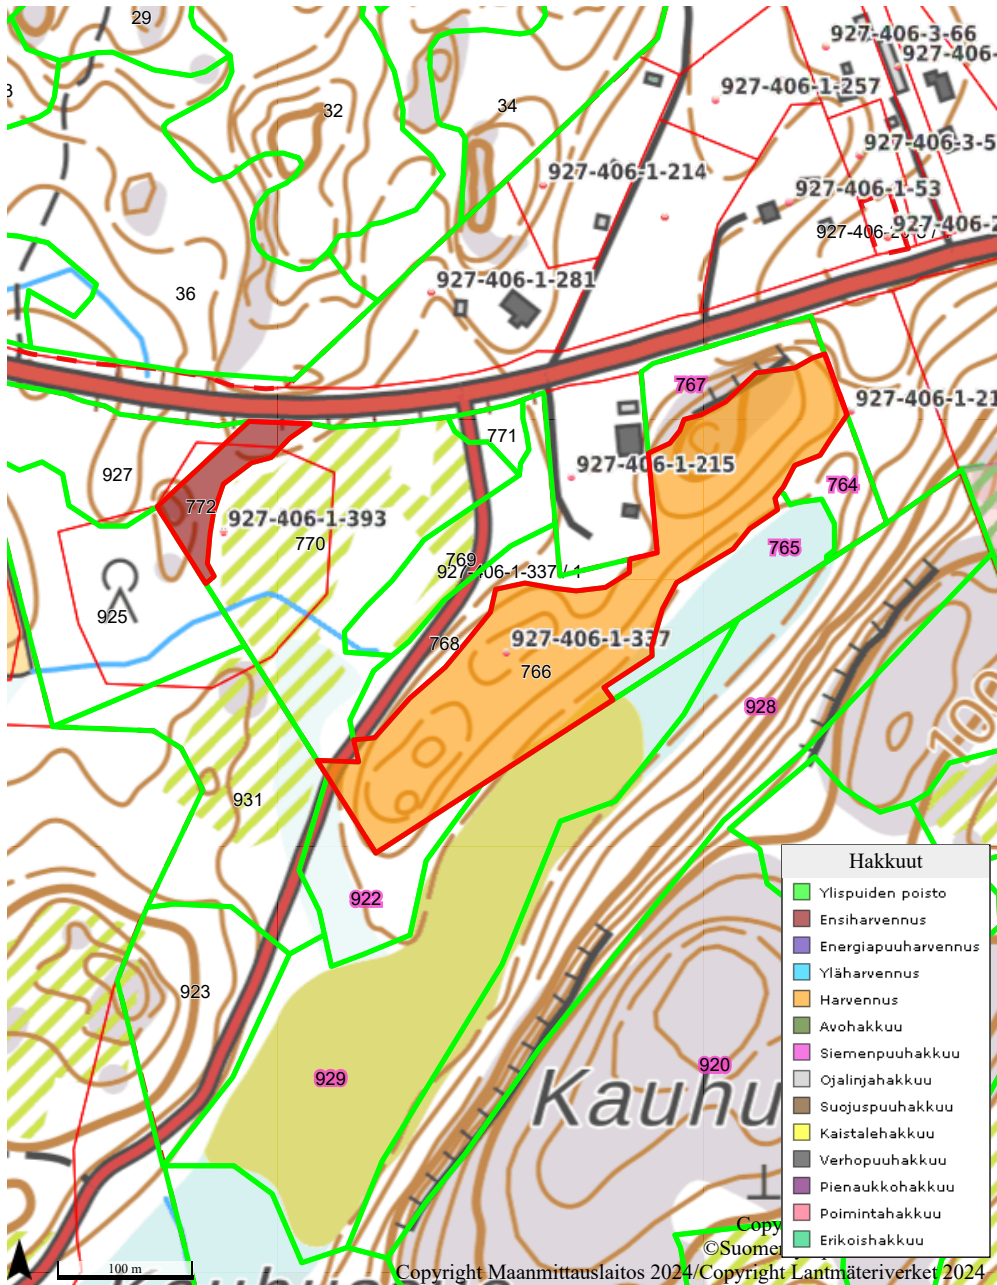 29
32
34
36
927-406-3-66
927-406-
927-406-1-257
927-406-3-5
927-406-1-214
927-406-1-53
927-406-2
927-406-1-281
767
927-406-1-21
771
927
927-406-1-215
772
764
927-406-1-393
770
765
769
927-406-1-337 / 1
925
768
927-406-1-337
766
928
100
931
922
923
929
920
Kauhu
Hakkuut
Ylispuiden poisto
Ensiharvennus
Energiapuuharvennus
Yläharvennus
Harvennus
Avohakkuu
Siemenpuuhakkuu
Ojalinjahakkuu
Suojuspuuhakkuu
Kaistalehakkuu
Verhopuuhakkuu
Pienaukkohakkuu
Poimintahakkuu
Erikoishakkuu
Copy
©Suomen
100 m
Copyright Maanmittauslaitos 2024/Copyright Lantmäteriverket 2024